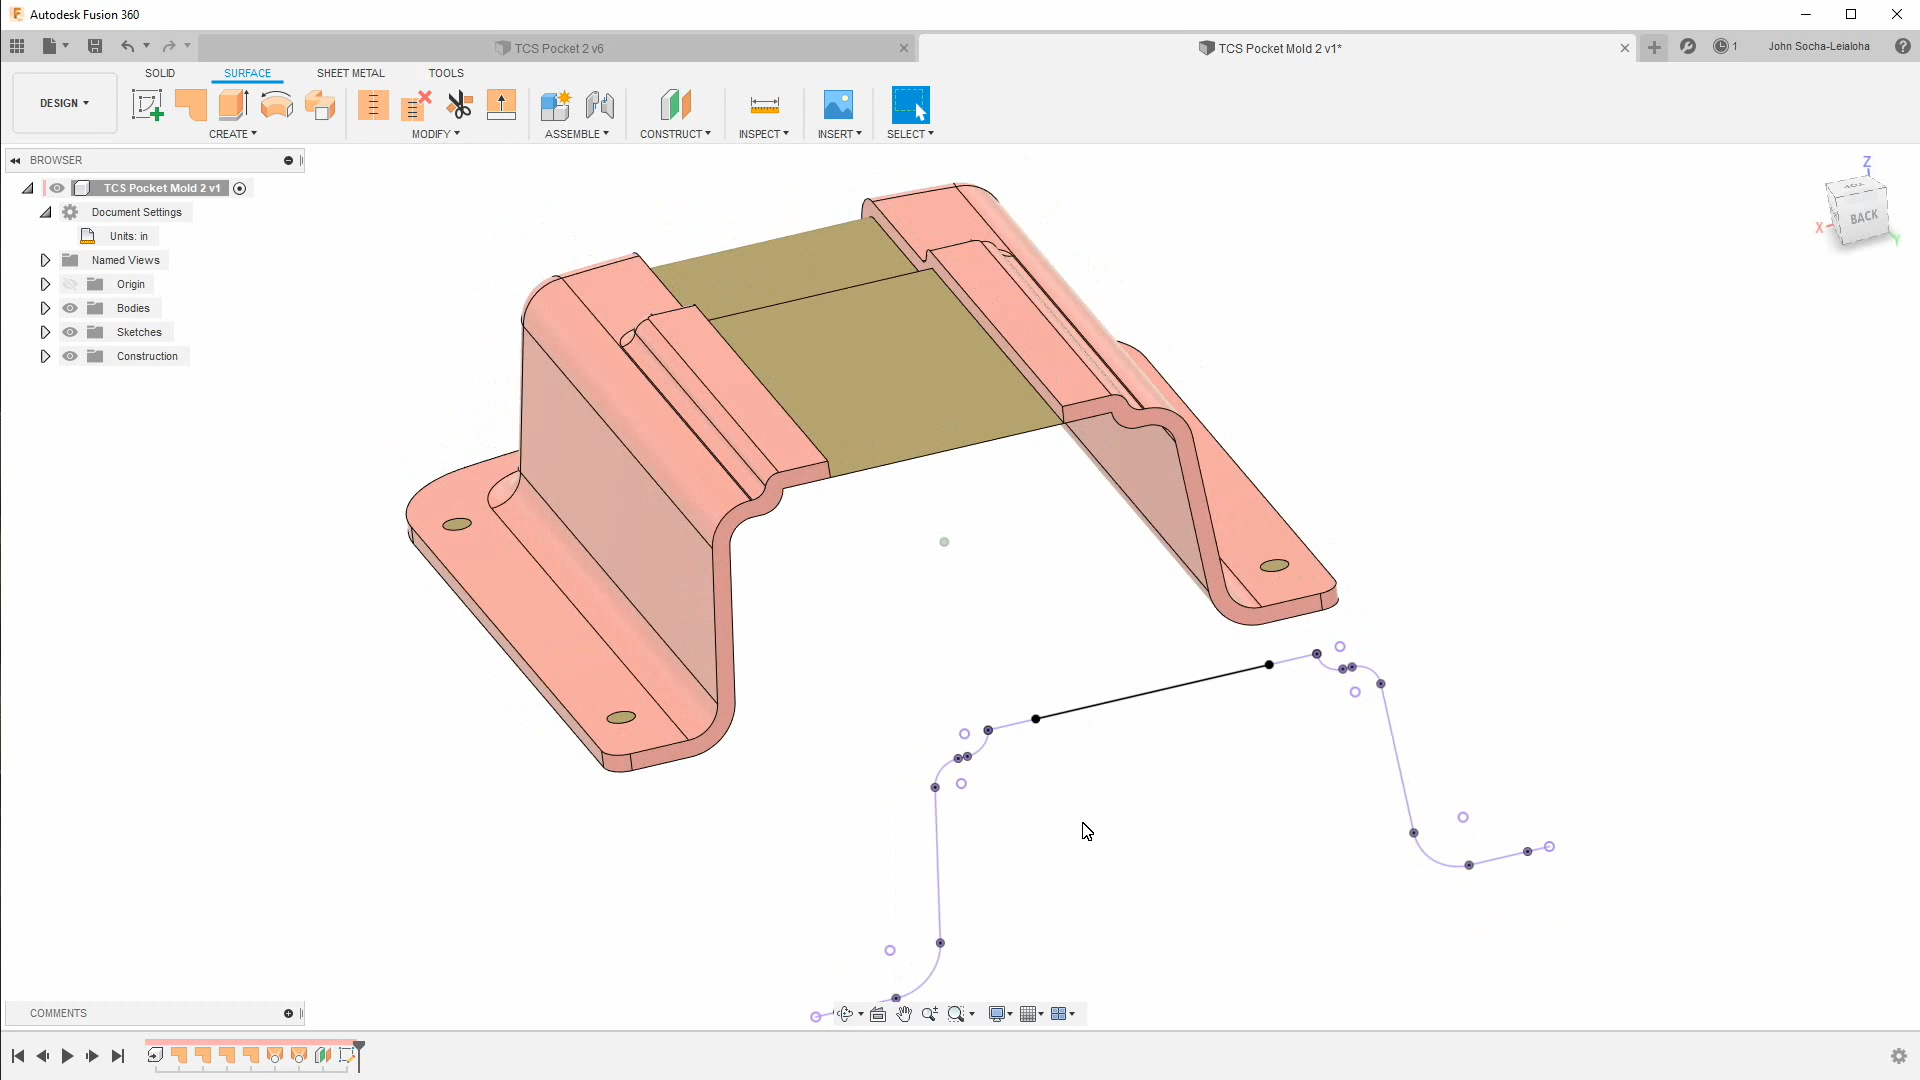 Autodesk Fusion 360
TCS Pocket 2 v6
TCS Pocket Mold 2 v1*
1
John Socha-Leialoha
SOLID
SURFACE
SHEET METAL
TOOLS
DESIGN
CREATE
MODIFY
ASSEMBLE
CONSTRUCT
INSPECT
INSERT
SELECT
BROWSER
TCS Pocket Mold 2 v1
Document Settings
Units: in
Named Views
Origin
Bodies
Sketches
Construction
Z
TOP
BACK
X
Y
COMMENTS